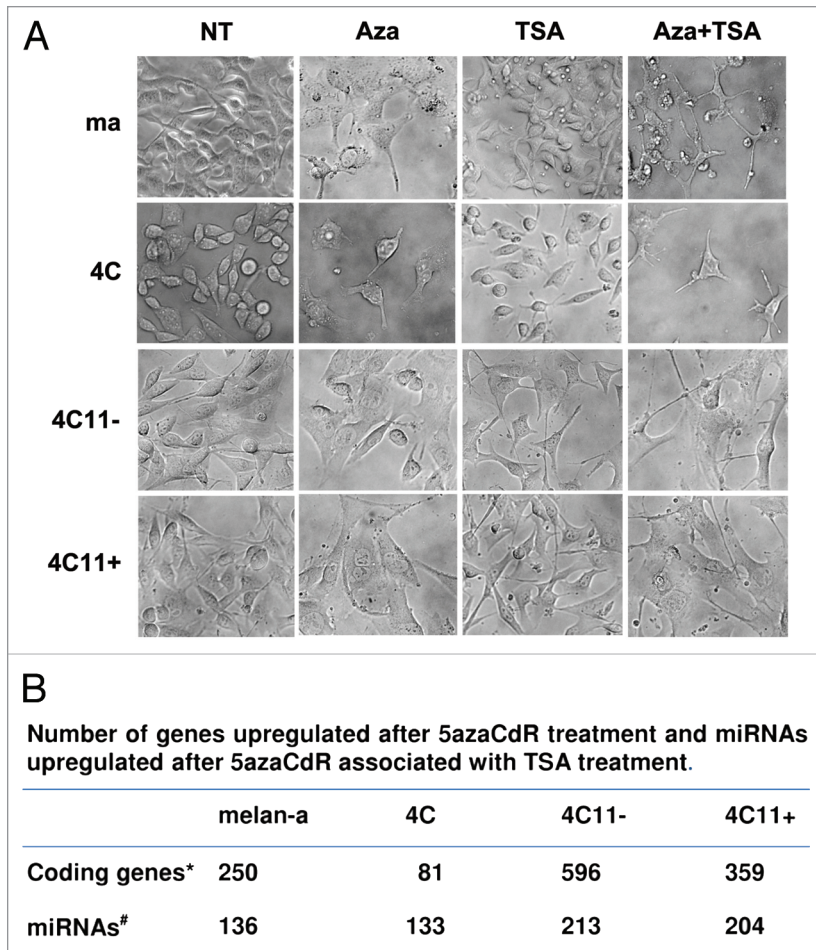 A
NT Aza TSA Aza+TSA
ma
4C
4C11-
4C11+
B
Number of genes upregulated after 5azaCdR treatment and miRNAs
upregulated after 5azaCdR associated with TSA treatment.
melan-a 4C 4C11- 4C11+
Coding genes* 250 81 596 359
miRNAs# 136 133 213 204